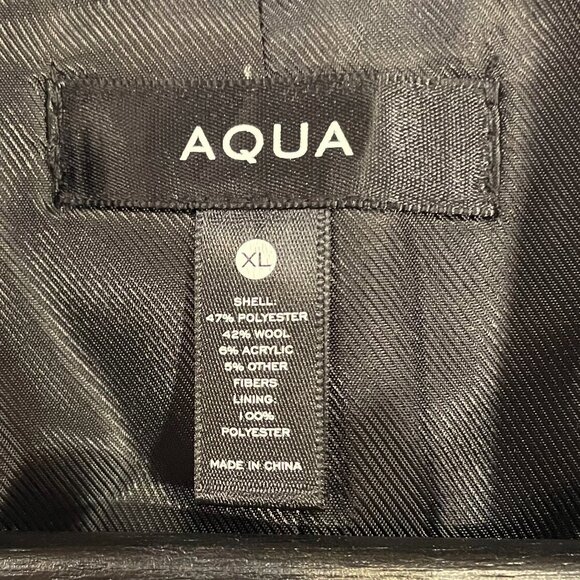 AQUA
XL
SHELL:
47% POLYESTER
42% WOOL
6% ACRYLIC
5% OTHER
FIBERS
LINING:
100%
POLYESTER
MADE IN CHINA